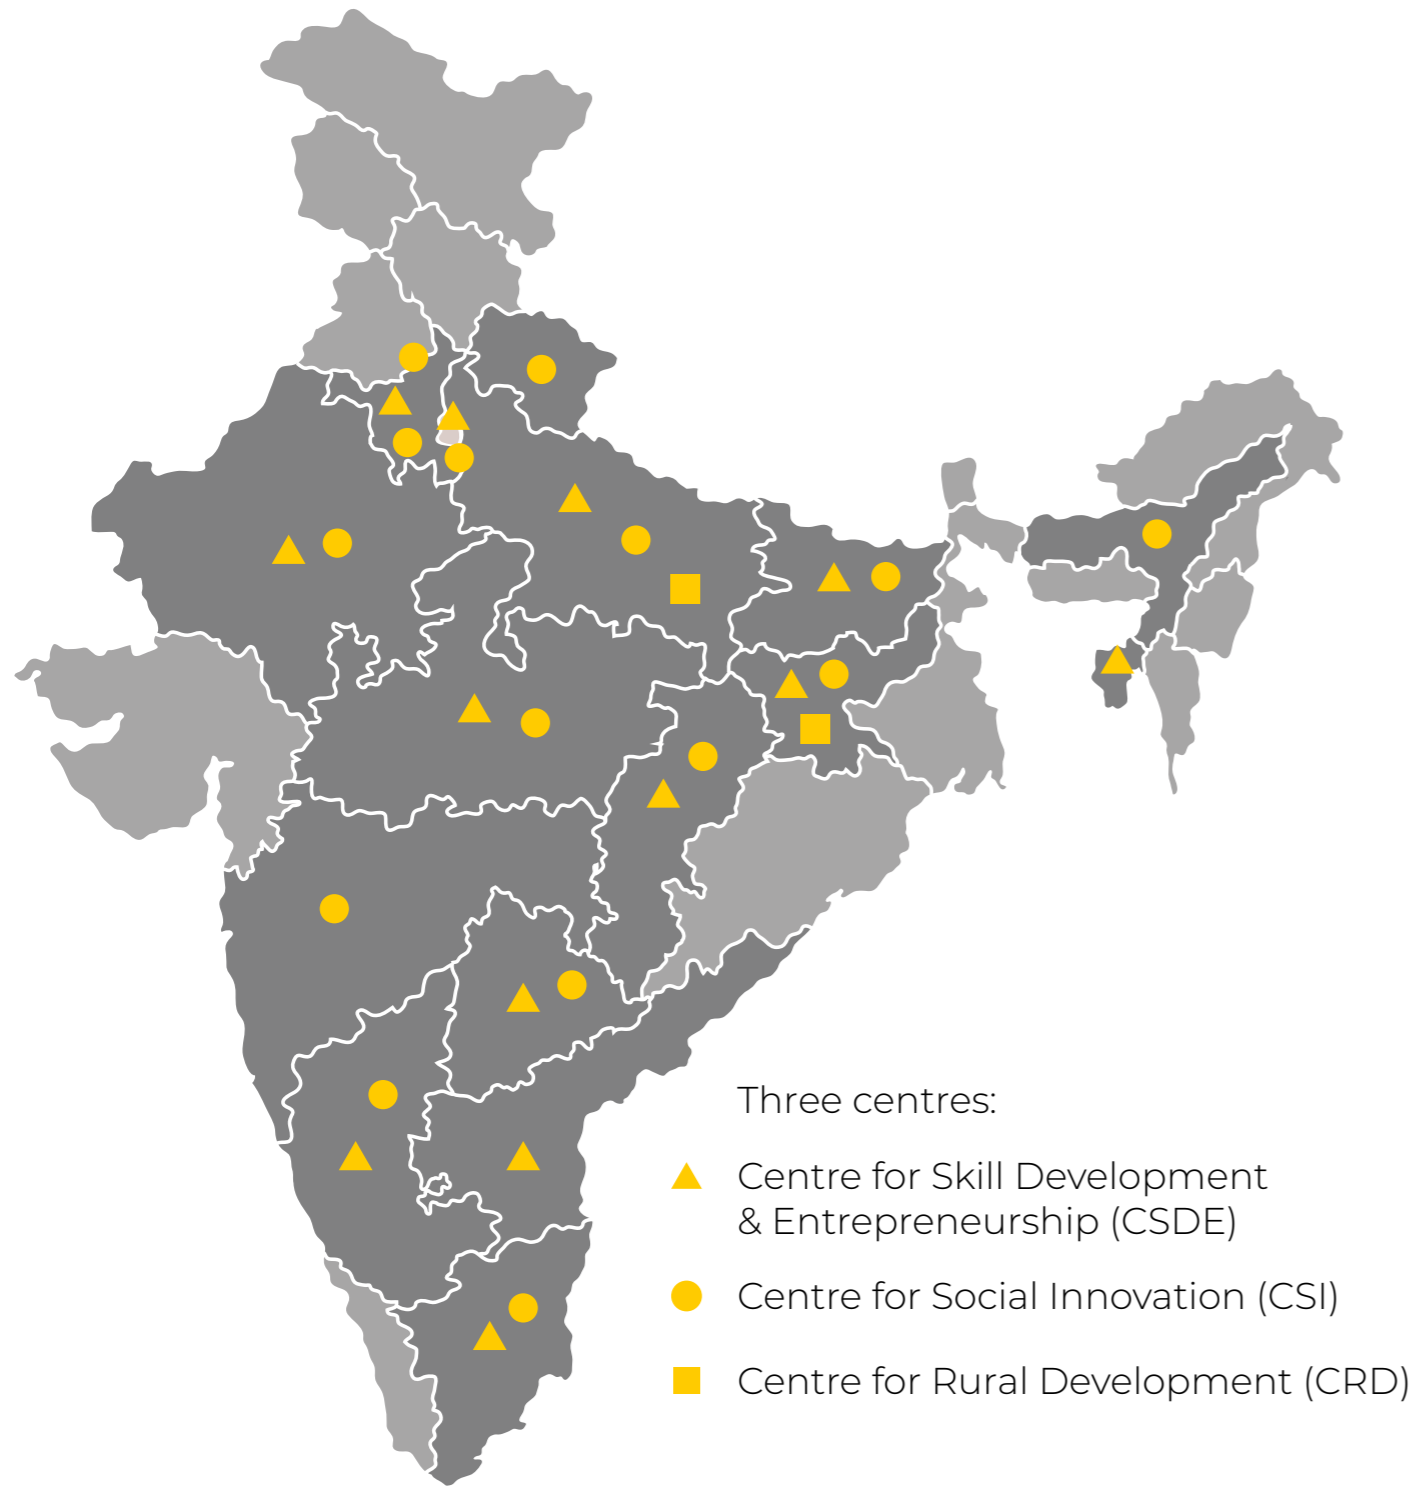 Three centres:
Centre for Skill Development
& Entrepreneurship (CSDE)
Centre for Social Innovation (CSI)
Centre for Rural Development (CRD)